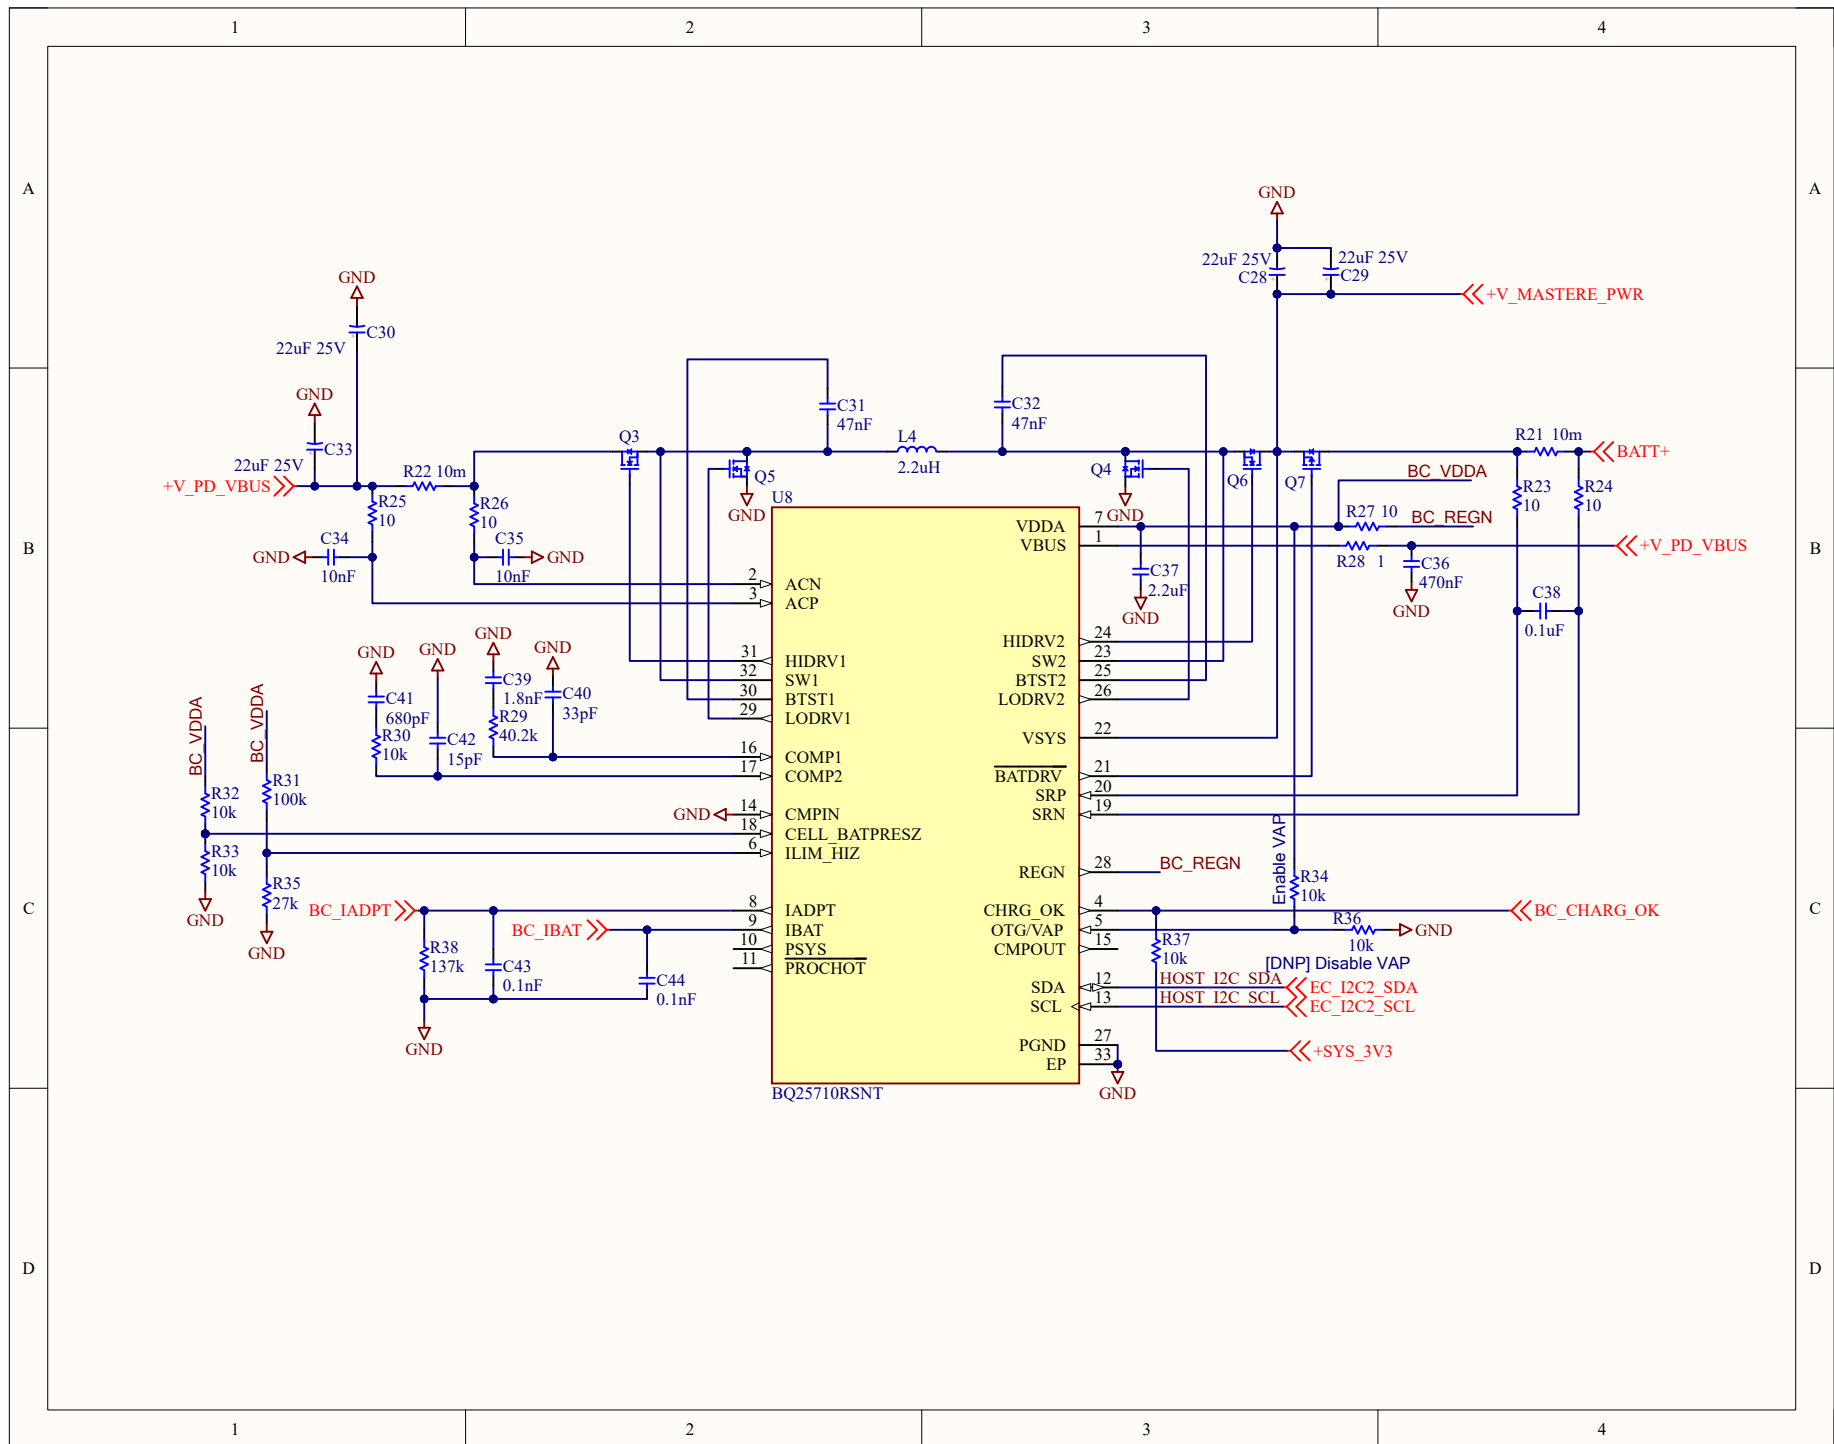 1 2 3 4
A A
GND
22uF 25V 22uF 25V
C28 C29
GND
+V_MASTERE_PWR
C30
22uF 25V
GND
C31
47nF
C32
47nF
C33
22uF 25V
Q3
L4
2.2uH
R21 10m
BATT+
+V_PD_VBUS
R22 10m
Q5
GND
Q4
GND
Q6
Q7
BC_VDDA
R23
10
R24
10
R25
10
R26
10
U8
R27 10
BC_REGN
GND
C34
10nF
C35
10nF
GND
R28 1
+V_PD_VBUS
C36
470nF
GND
C37
2.2uF
GND
C38
0.1uF
B B
7 VDDA
1 VBUS
2 ACN
3 ACP
24 HIDRV2
23 SW2
25 BTST2
26 LODRV2
31 HIDRV1
32 SW1
30 BTST1
29 LODRV1
22 VSYS
16 COMP1
17 COMP2
21 BATDRV
20 SRP
19 SRN
14 CMPIN
18 CELL_BATPRESZ
6 ILIM_HIZ
28 REGN
BC_REGN
8 IADPT
9 IBAT
10 PSYS
11 PROCHOT
4 CHRG_OK
5 OTG/VAP
15 CMPOUT
12 SDA
13 SCL
27 PGND
33 EP
BQ25710RSNT
GND
GND
GND
GND
GND
C41
680pF
C42
15pF
C39
1.8nF
C40
33pF
R29
40.2k
R30
10k
BC_VDDA
BC_VDDA
R31
100k
R32
10k
R33
10k
R35
27k
GND
GND
GND
BC_IADPT
BC_IBAT
R38
137k
C43
0.1nF
C44
0.1nF
GND
C C
Enable VAP
R34
10k
BC_CHARG_OK
R36
10k
GND
R37
10k
[DNP] Disable VAP
HOST_I2C_SDA
EC_I2C2_SDA
HOST_I2C_SCL
EC_I2C2_SCL
+SYS_3V3
D D
1 2 3 4